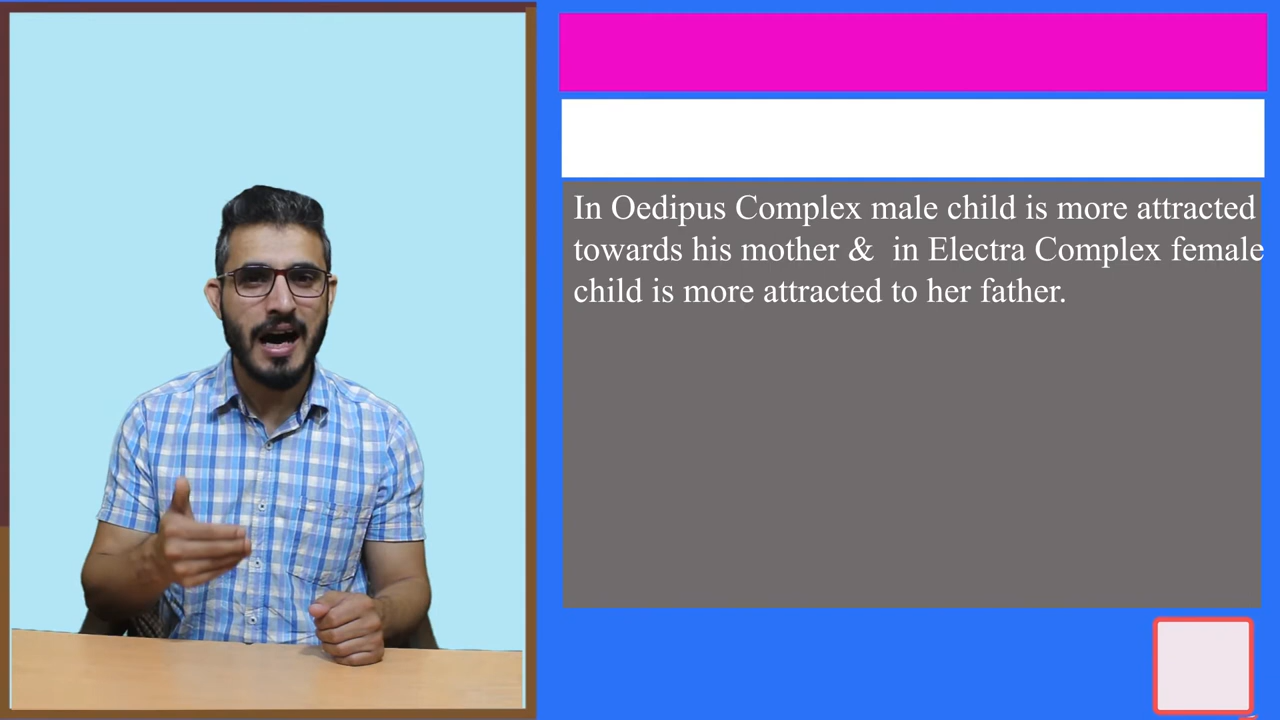 In Oedipus Complex male child is more attracted
towards his mother &  in Electra Complex female
child is more attracted to her father.